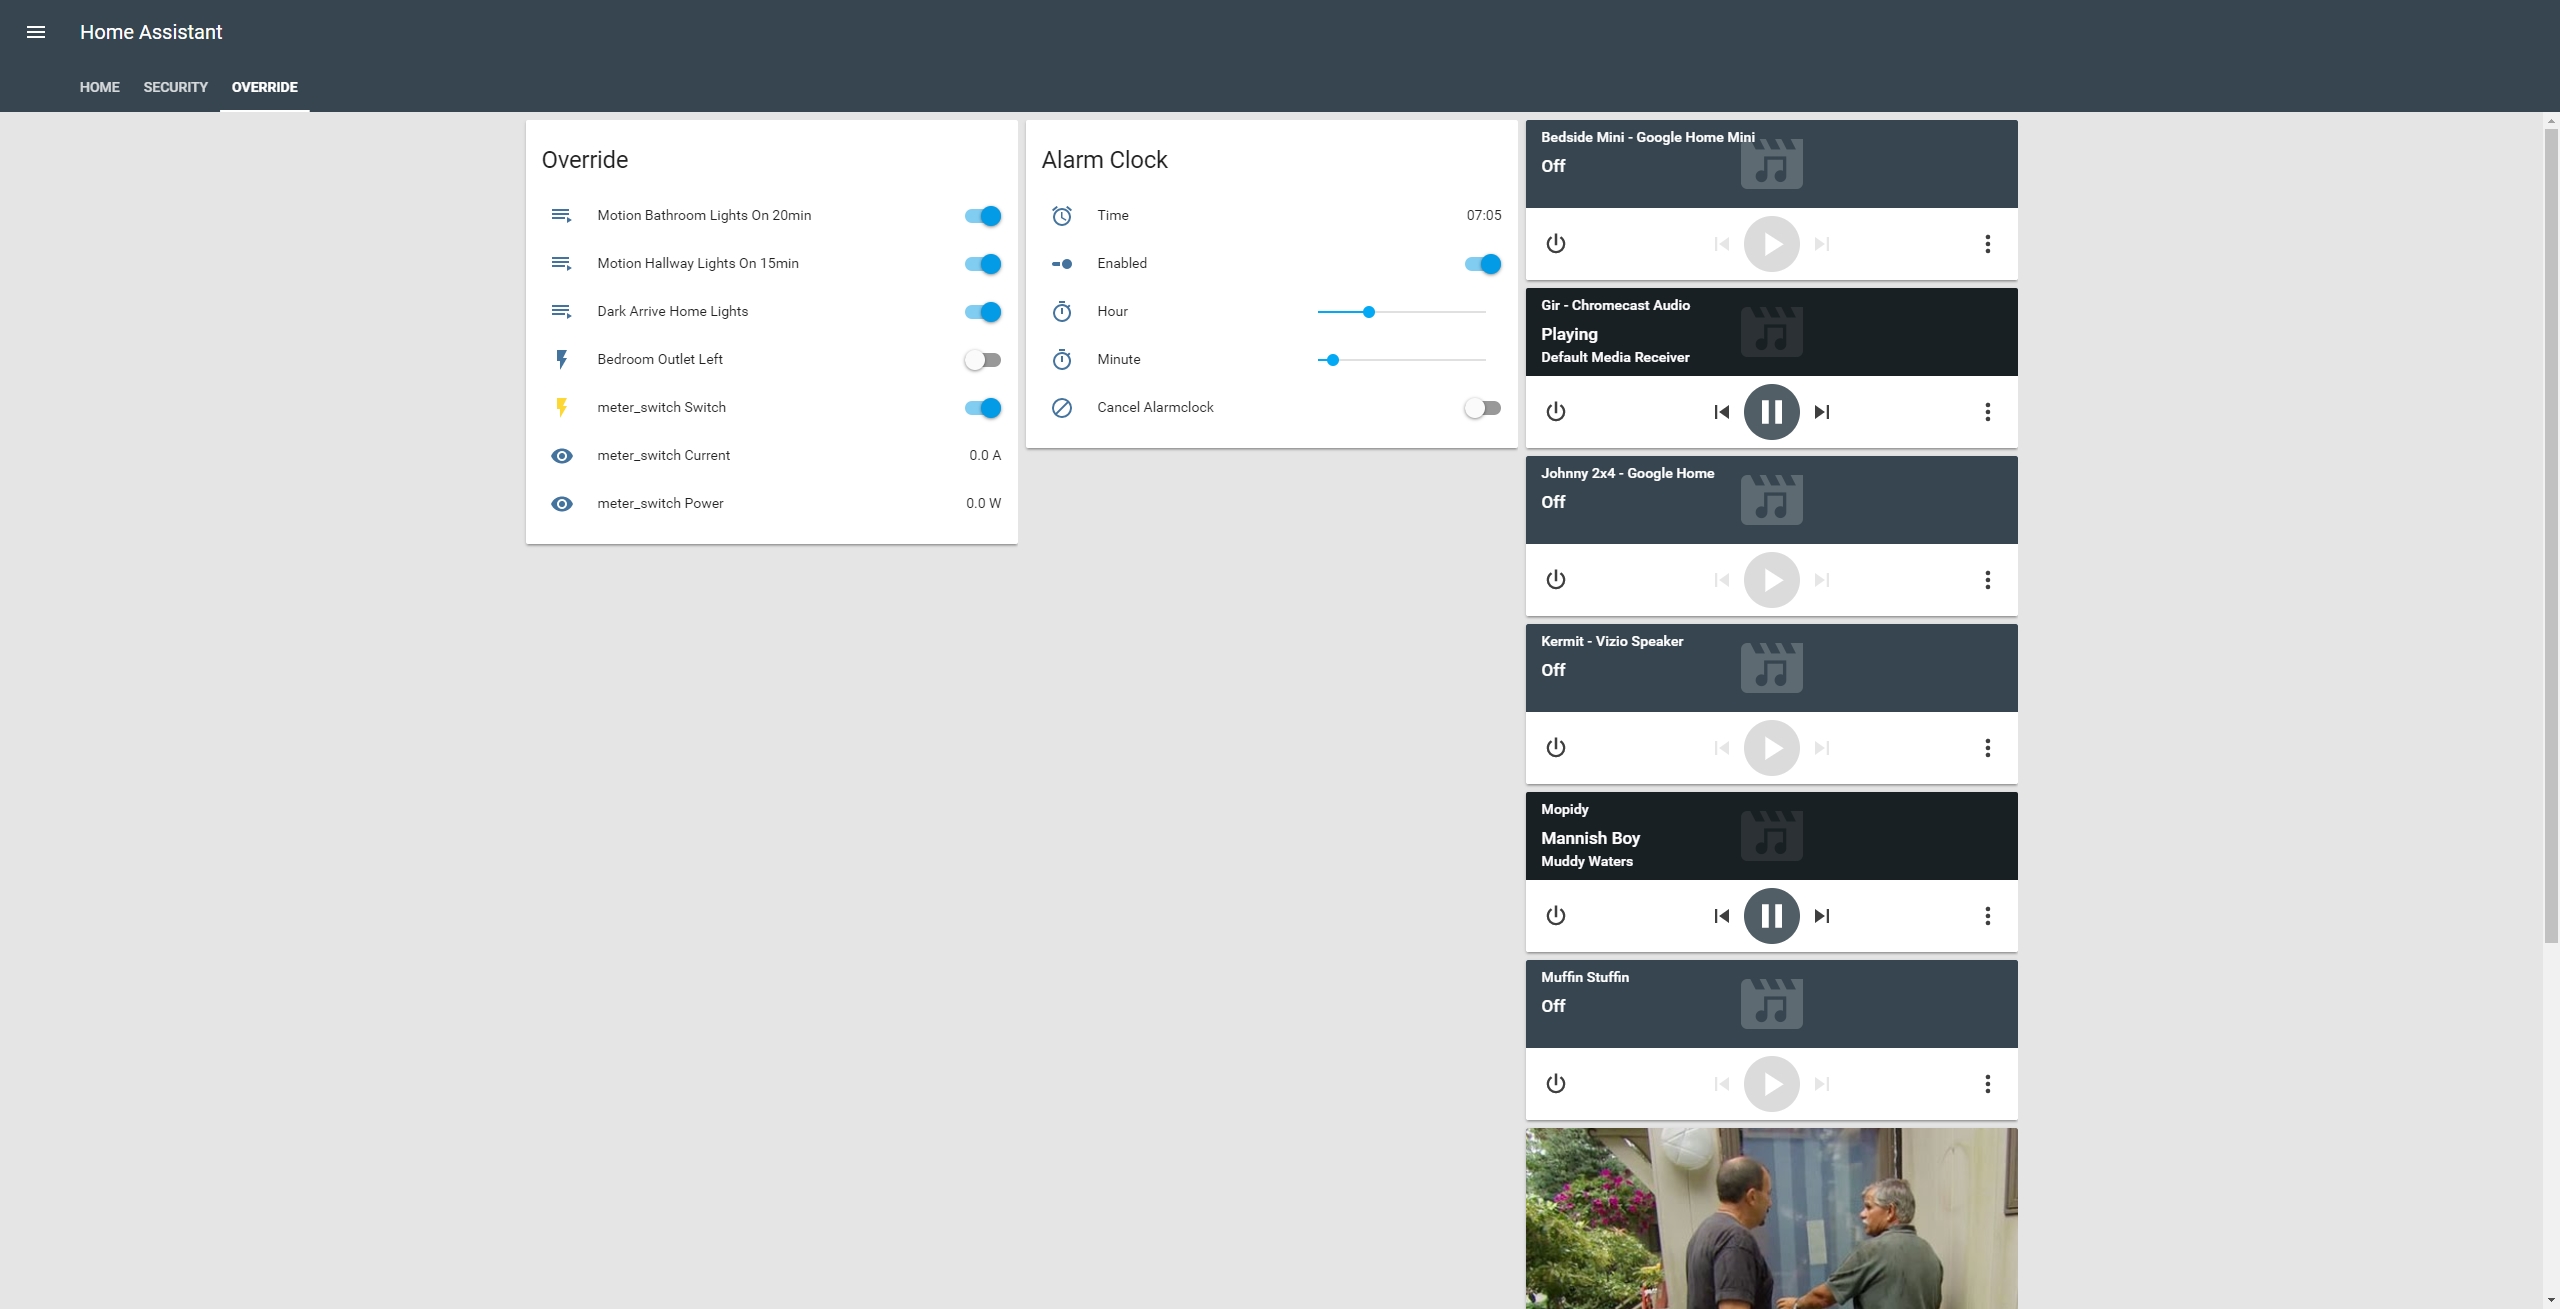 Home Assistant
HOME SECURITY OVERRIDE
Override
Motion Bathroom Lights On 20min
Motion Hallway Lights On 15min
Dark Arrive Home Lights
Bedroom Outlet Left
meter_switch Switch
meter_switch Current 0.0 A
meter_switch Power 0.0 W
Alarm Clock
Time 07:05
Enabled
Hour
Minute
Cancel Alarmclock
Bedside Mini - Google Home Mini
Off
Gir - Chromecast Audio
Playing
Default Media Receiver
Johnny 2x4 - Google Home
Off
Kermit - Vizio Speaker
Off
Mopidy
Mannish Boy
Muddy Waters
Muffin Stuffin
Off